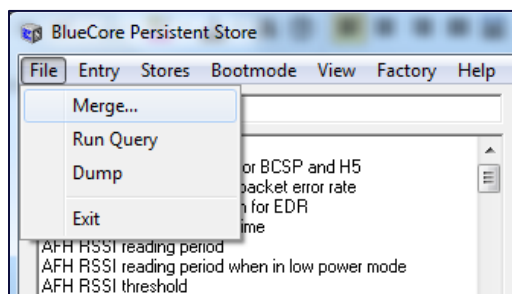 BlueCore Persistent Store
File Entry Stores Bootmode View Factory Help
Merge...
Run Query
Dump
Exit
or BCSP and H5
packet error rate
n for EDR
ime
AFH RSSI reading period
AFH RSSI reading period when in low power mode
AFH RSSI threshold